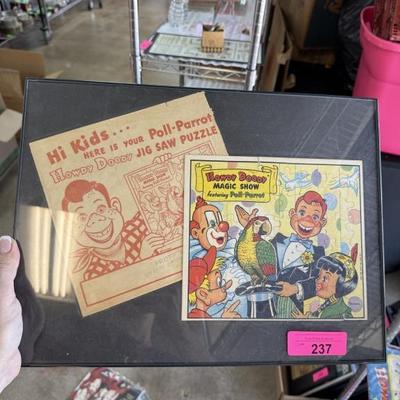 Hi Kids...
HERE IS YOUR Poll-Parrot
HOWDY DOODY JIG SAW PUZZLE
HOWDY DOODY
MAGIC SHOW
featuring Poll-Parrot
237